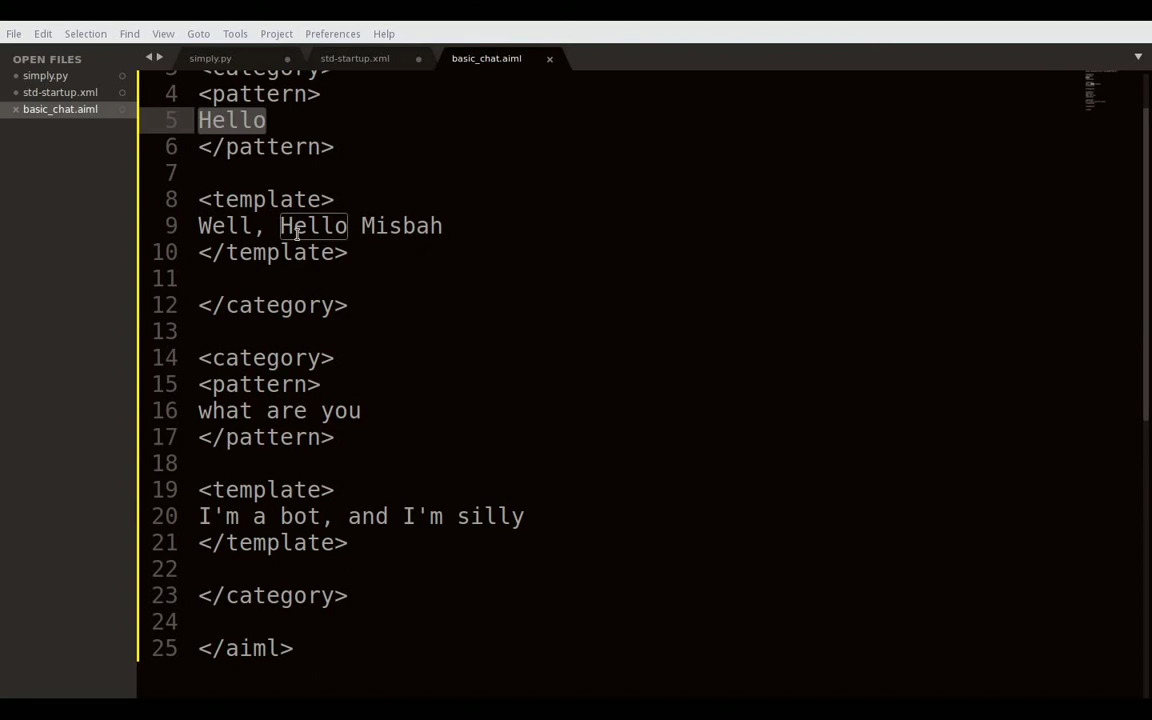 File Edit Selection Find View Goto Tools Project Preferences Help
OPEN FILES
simply.py
std-startup.xml
basic_chat.aiml
simply.py std-startup.xml basic_chat.aiml
3 <category>
4 <pattern>
5 Hello
6 </pattern>
7
8 <template>
9 Well, Hello Misbah
10 </template>
11
12 </category>
13
14 <category>
15 <pattern>
16 what are you
17 </pattern>
18
19 <template>
20 I'm a bot, and I'm silly
21 </template>
22
23 </category>
24
25 </aiml>